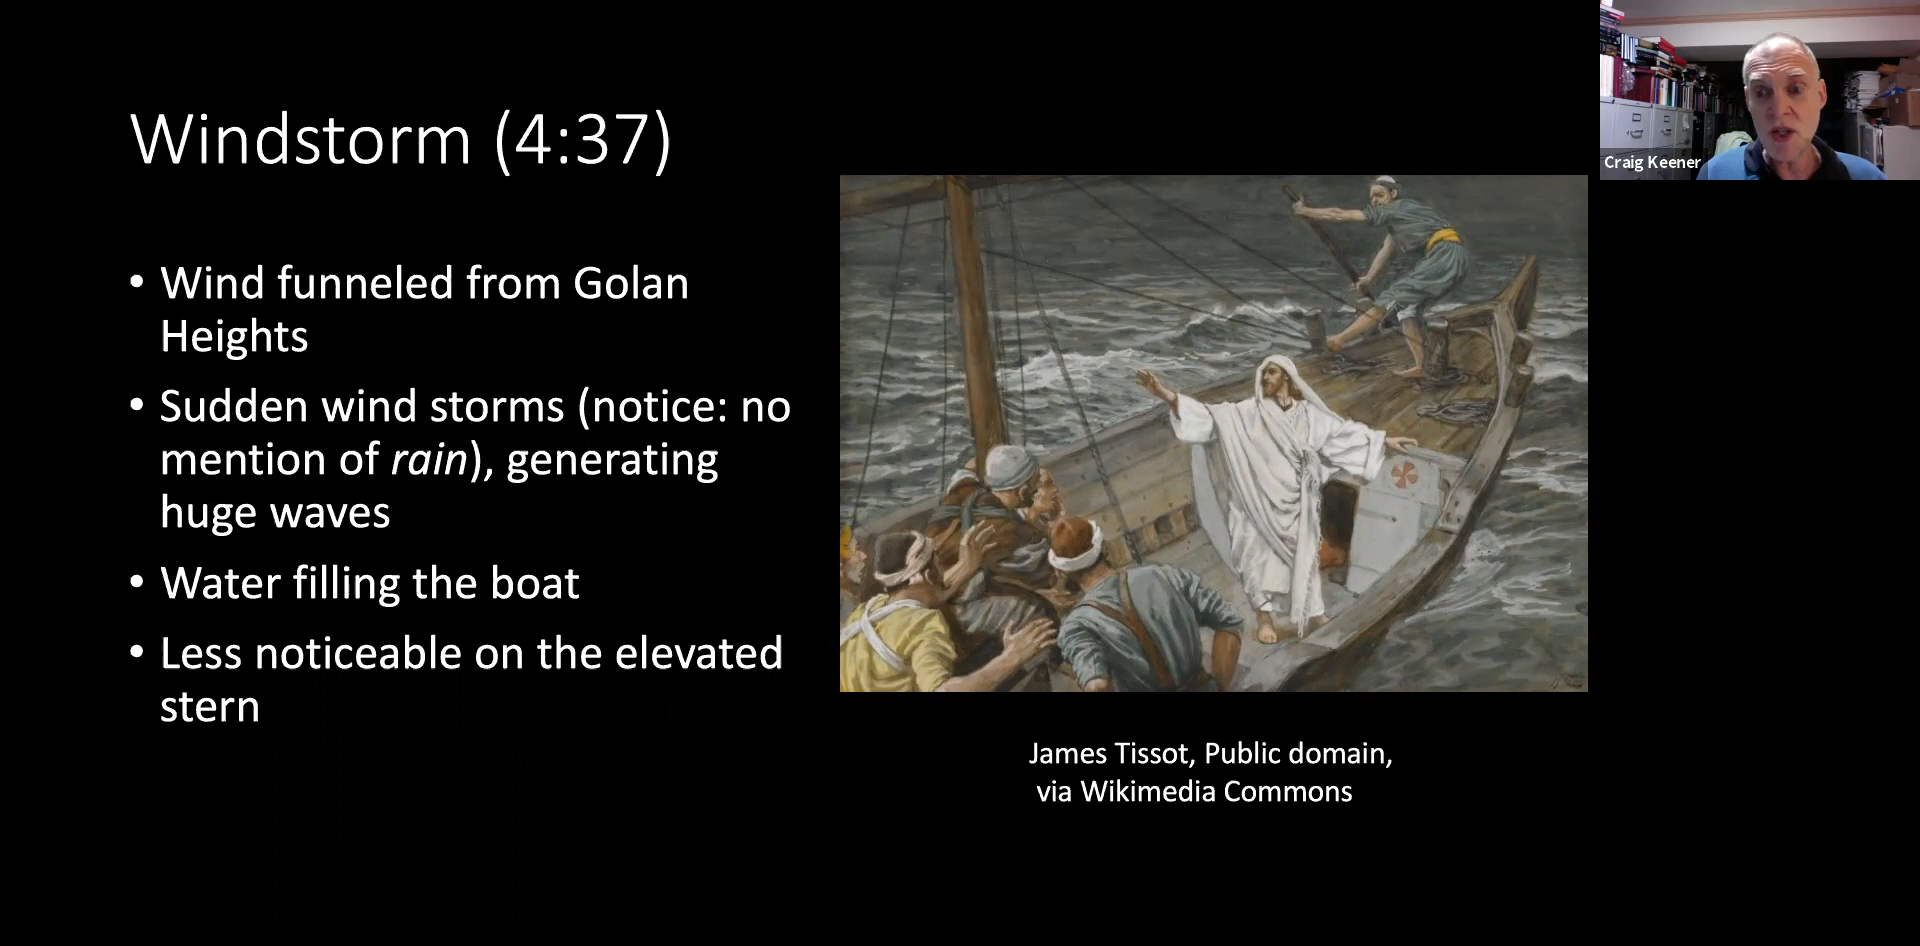 Windstorm (4:37)
Craig Keener
• Wind funneled from Golan
Heights
• Sudden wind storms (notice: no
mention of rain), generating
huge waves
• Water filling the boat
• Less noticeable on the elevated
stern
James Tissot, Public domain,
via Wikimedia Commons